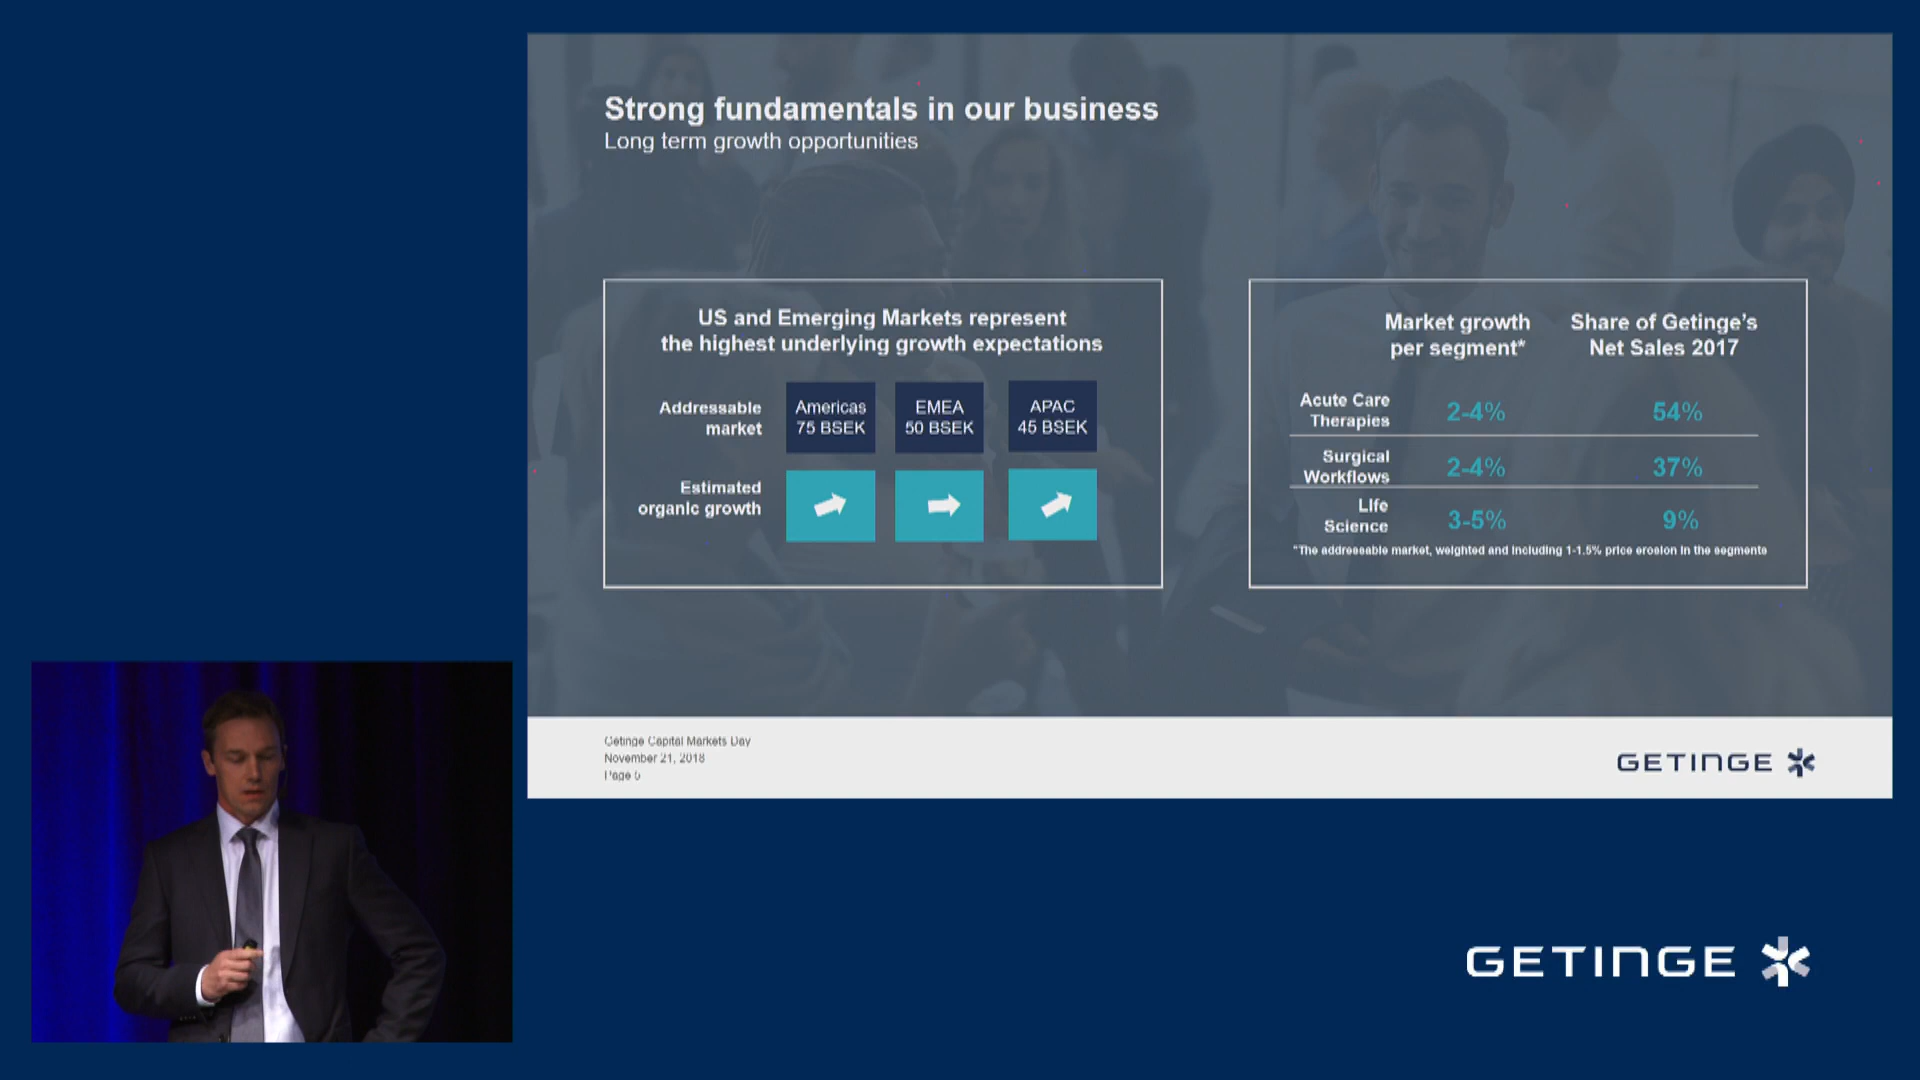 Strong fundamentals in our business
Long term growth opportunities
US and Emerging Markets represent
the highest underlying growth expectations
Addressable
market
Americas
75 BSEK
EMEA
50 BSEK
APAC
45 BSEK
Estimated
organic growth
Market growth
per segment*
Share of Getinge's
Net Sales 2017
Acute Care
Therapies
2-4%
54%
Surgical
Workflows
2-4%
37%
Life
Science
3-5%
9%
*The addressable market, weighted and including 1-1.5% price erosion in the segments
Getinge Capital Markets Day
November 21, 2018
Page
GETINGE
GETINGE